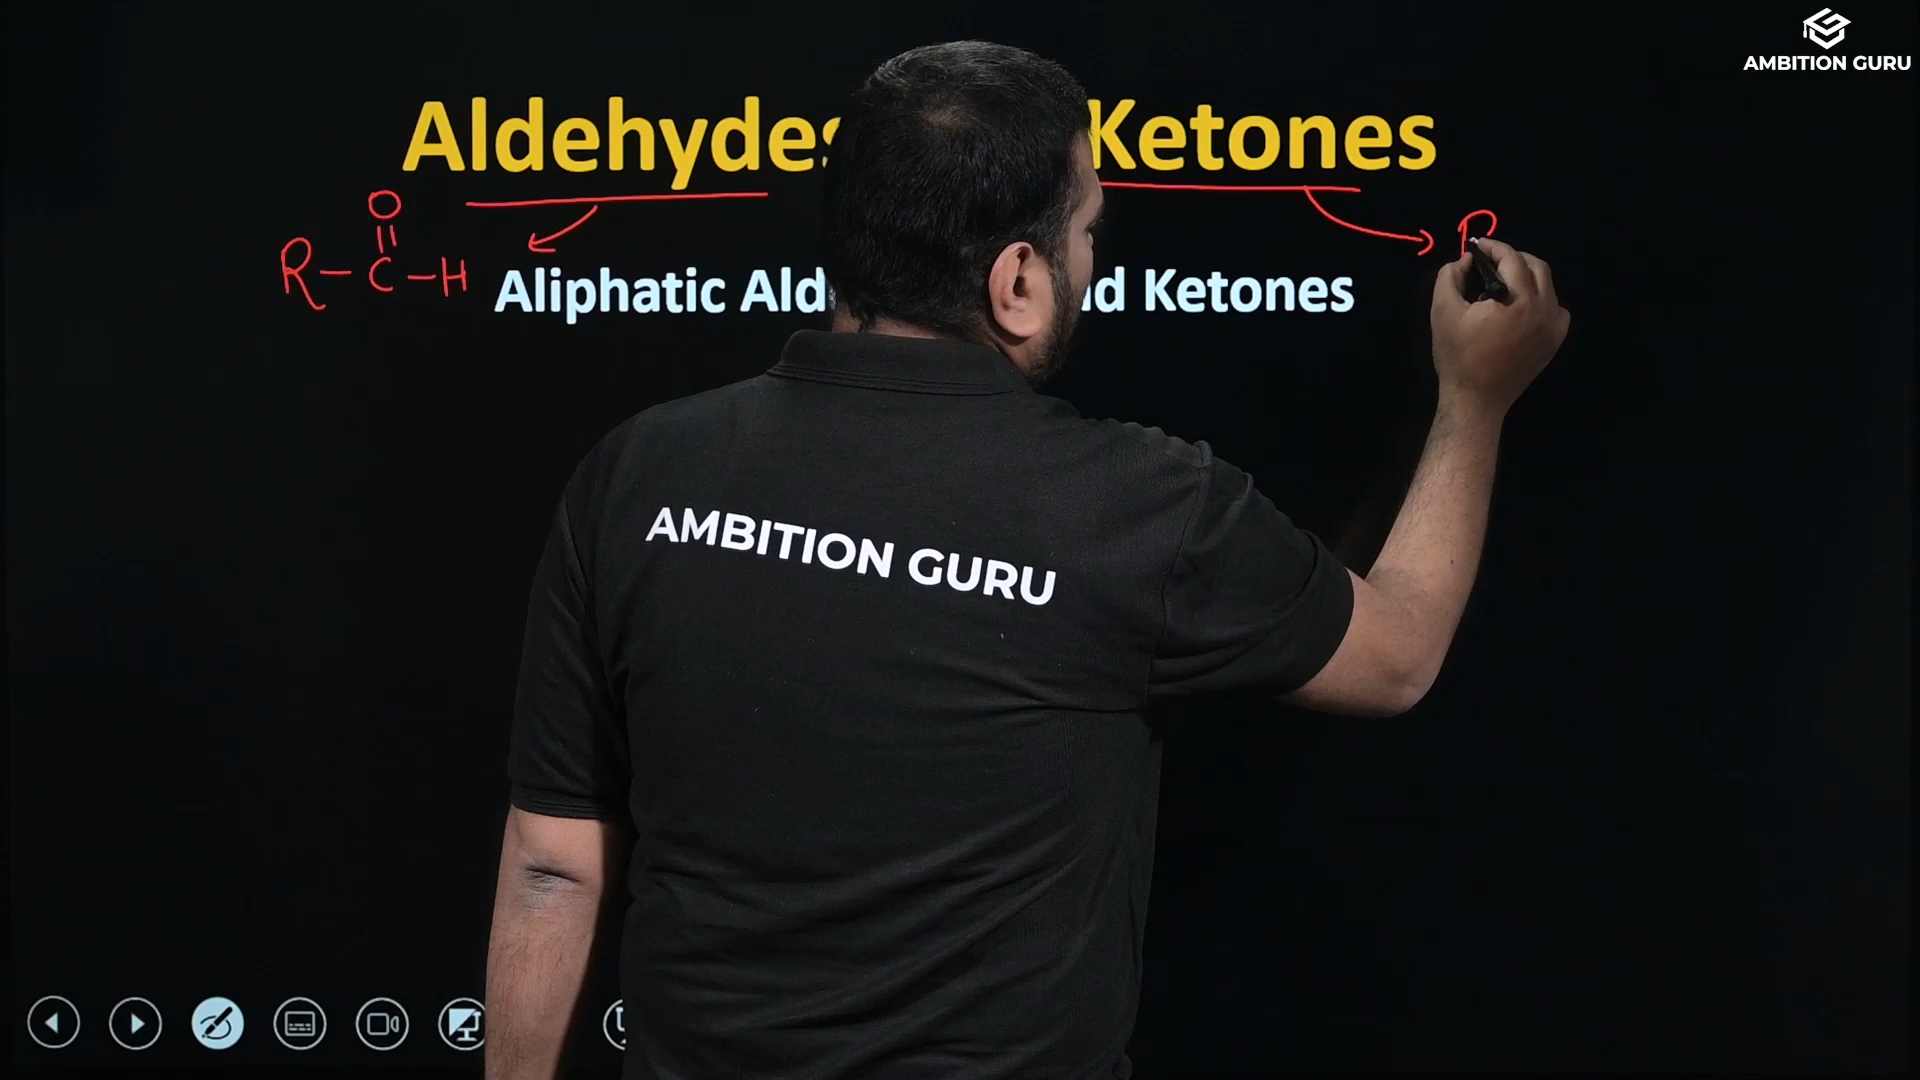 AMBITION GURU
Aldehydes Ketones
O
||
R-C-H
R
Aliphatic Ald d Ketones
AMBITION GURU